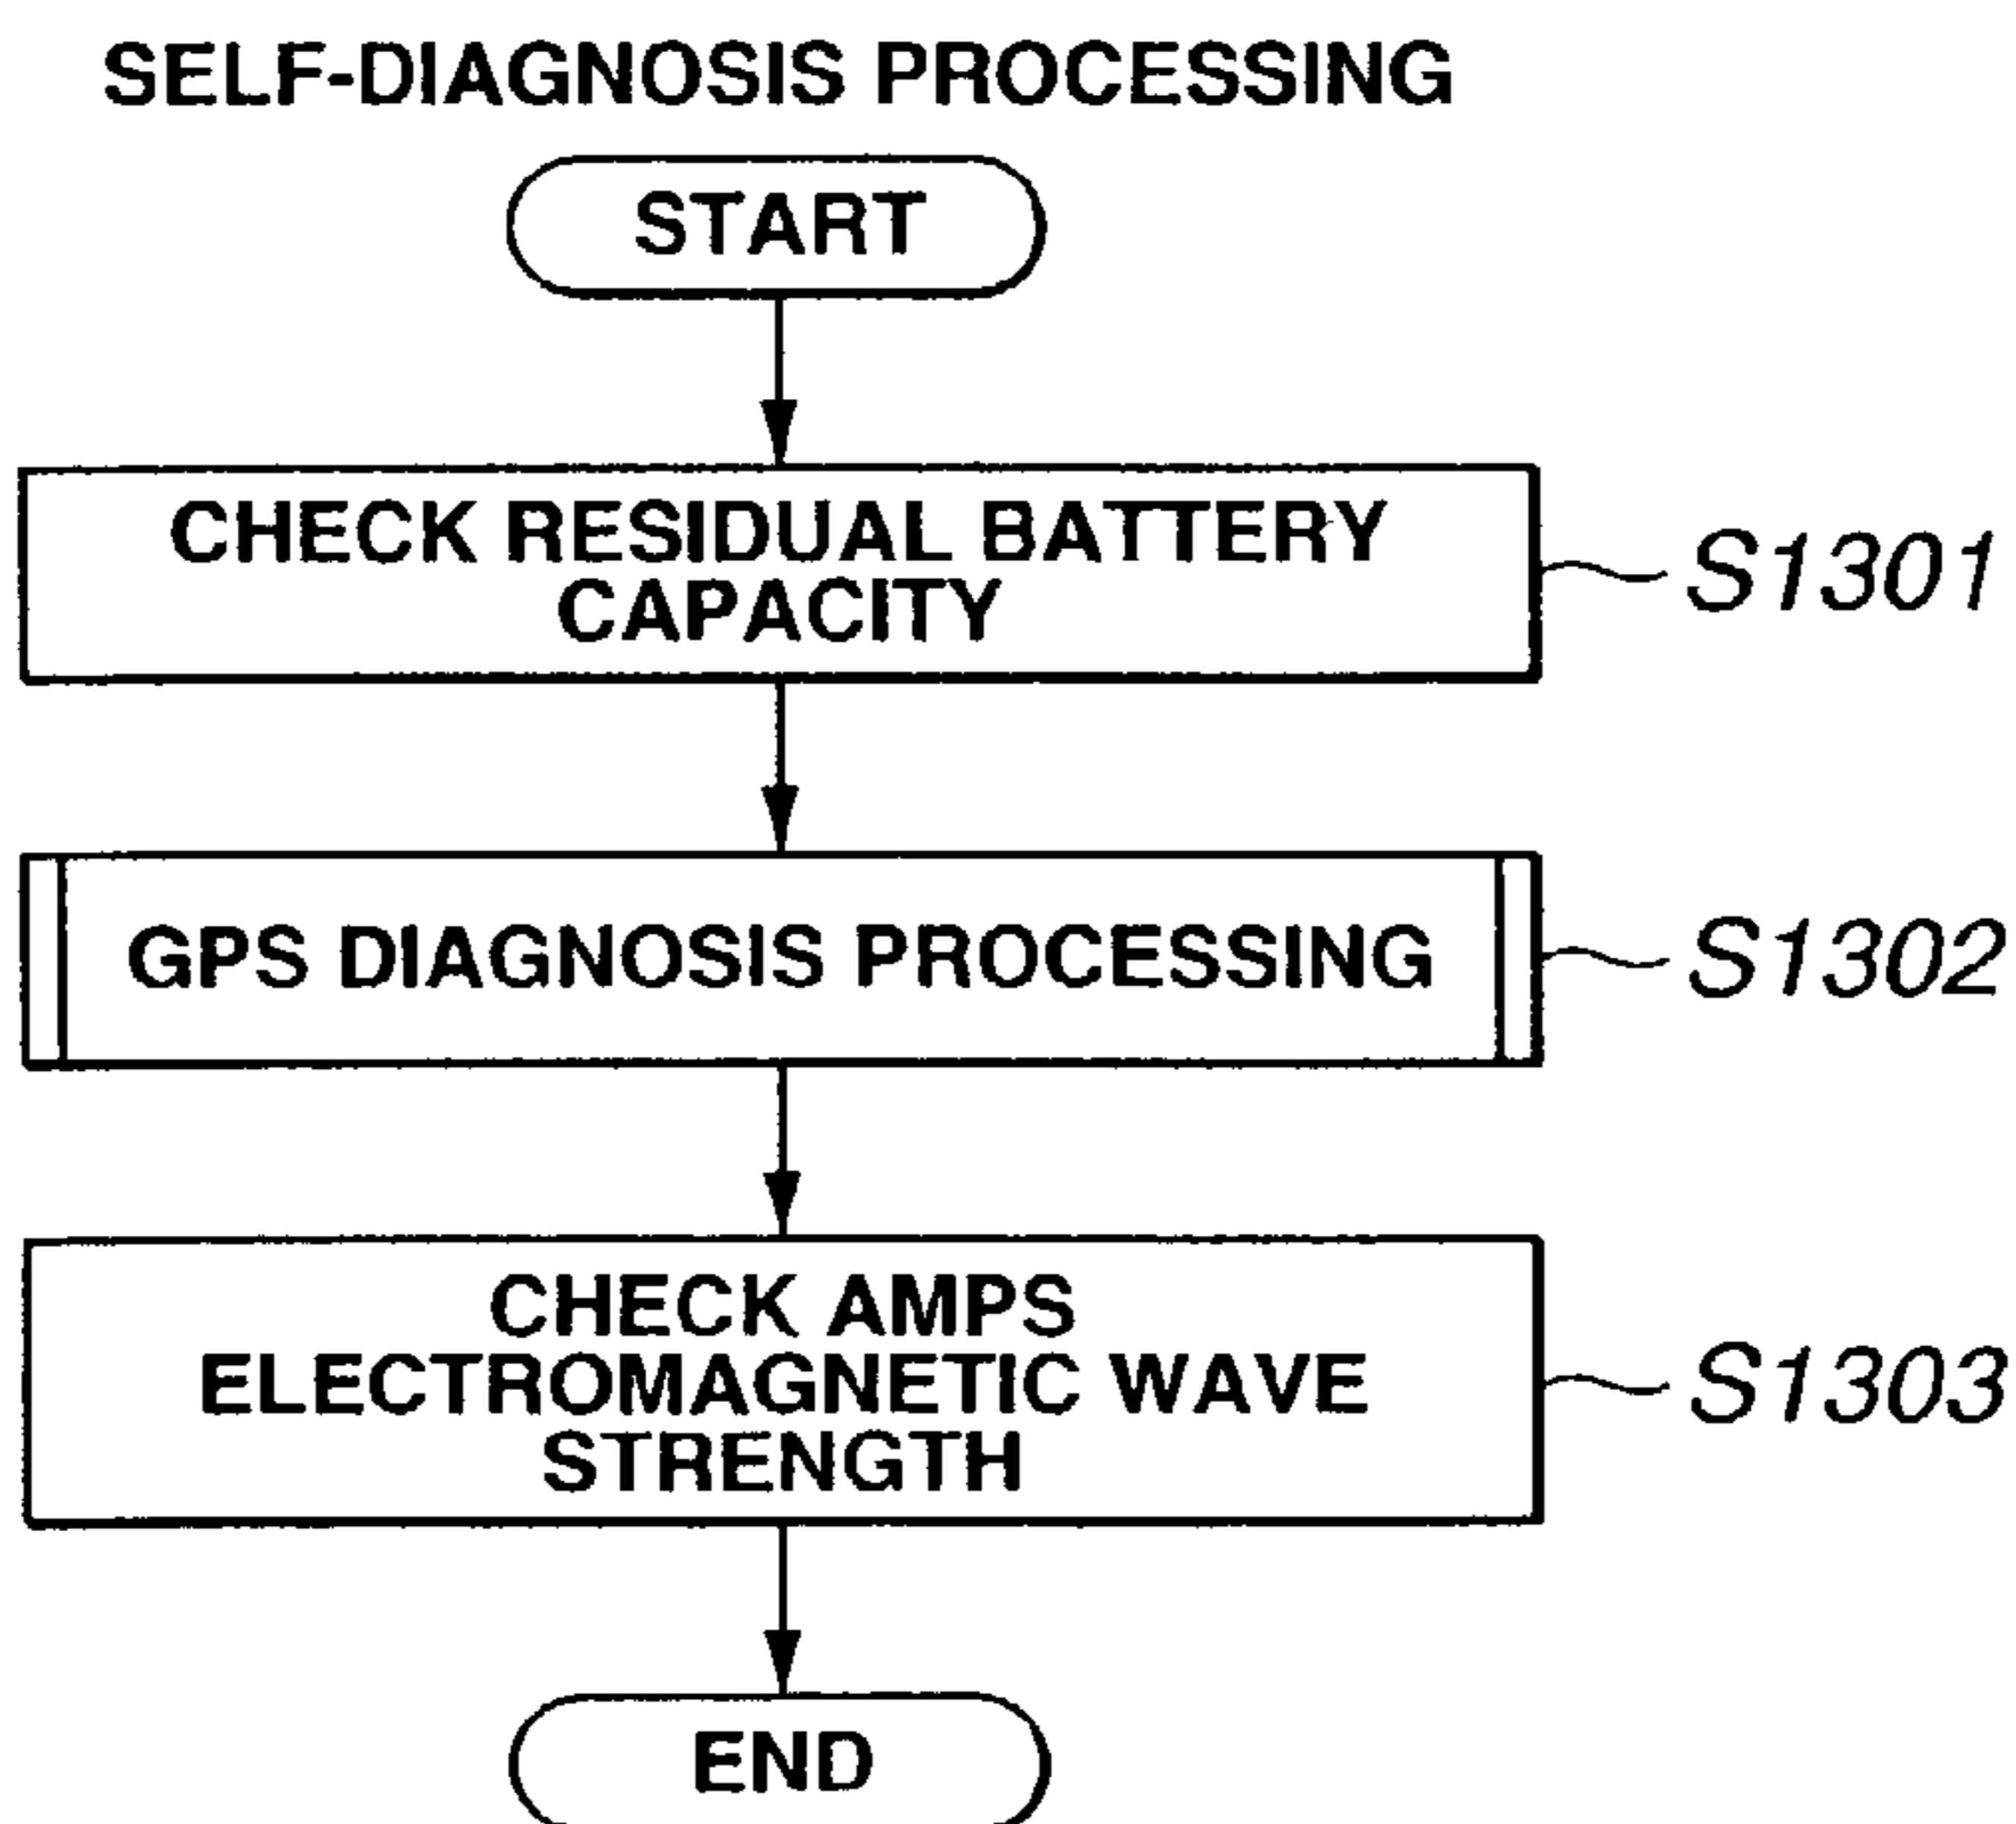 SELF-DIAGNOSIS PROCESSING
START
CHECK RESIDUAL BATTERY
CAPACITY
S1301
GPS DIAGNOSIS PROCESSING
S1302
CHECK AMPS
ELECTROMAGNETIC WAVE
STRENGTH
S1303
END